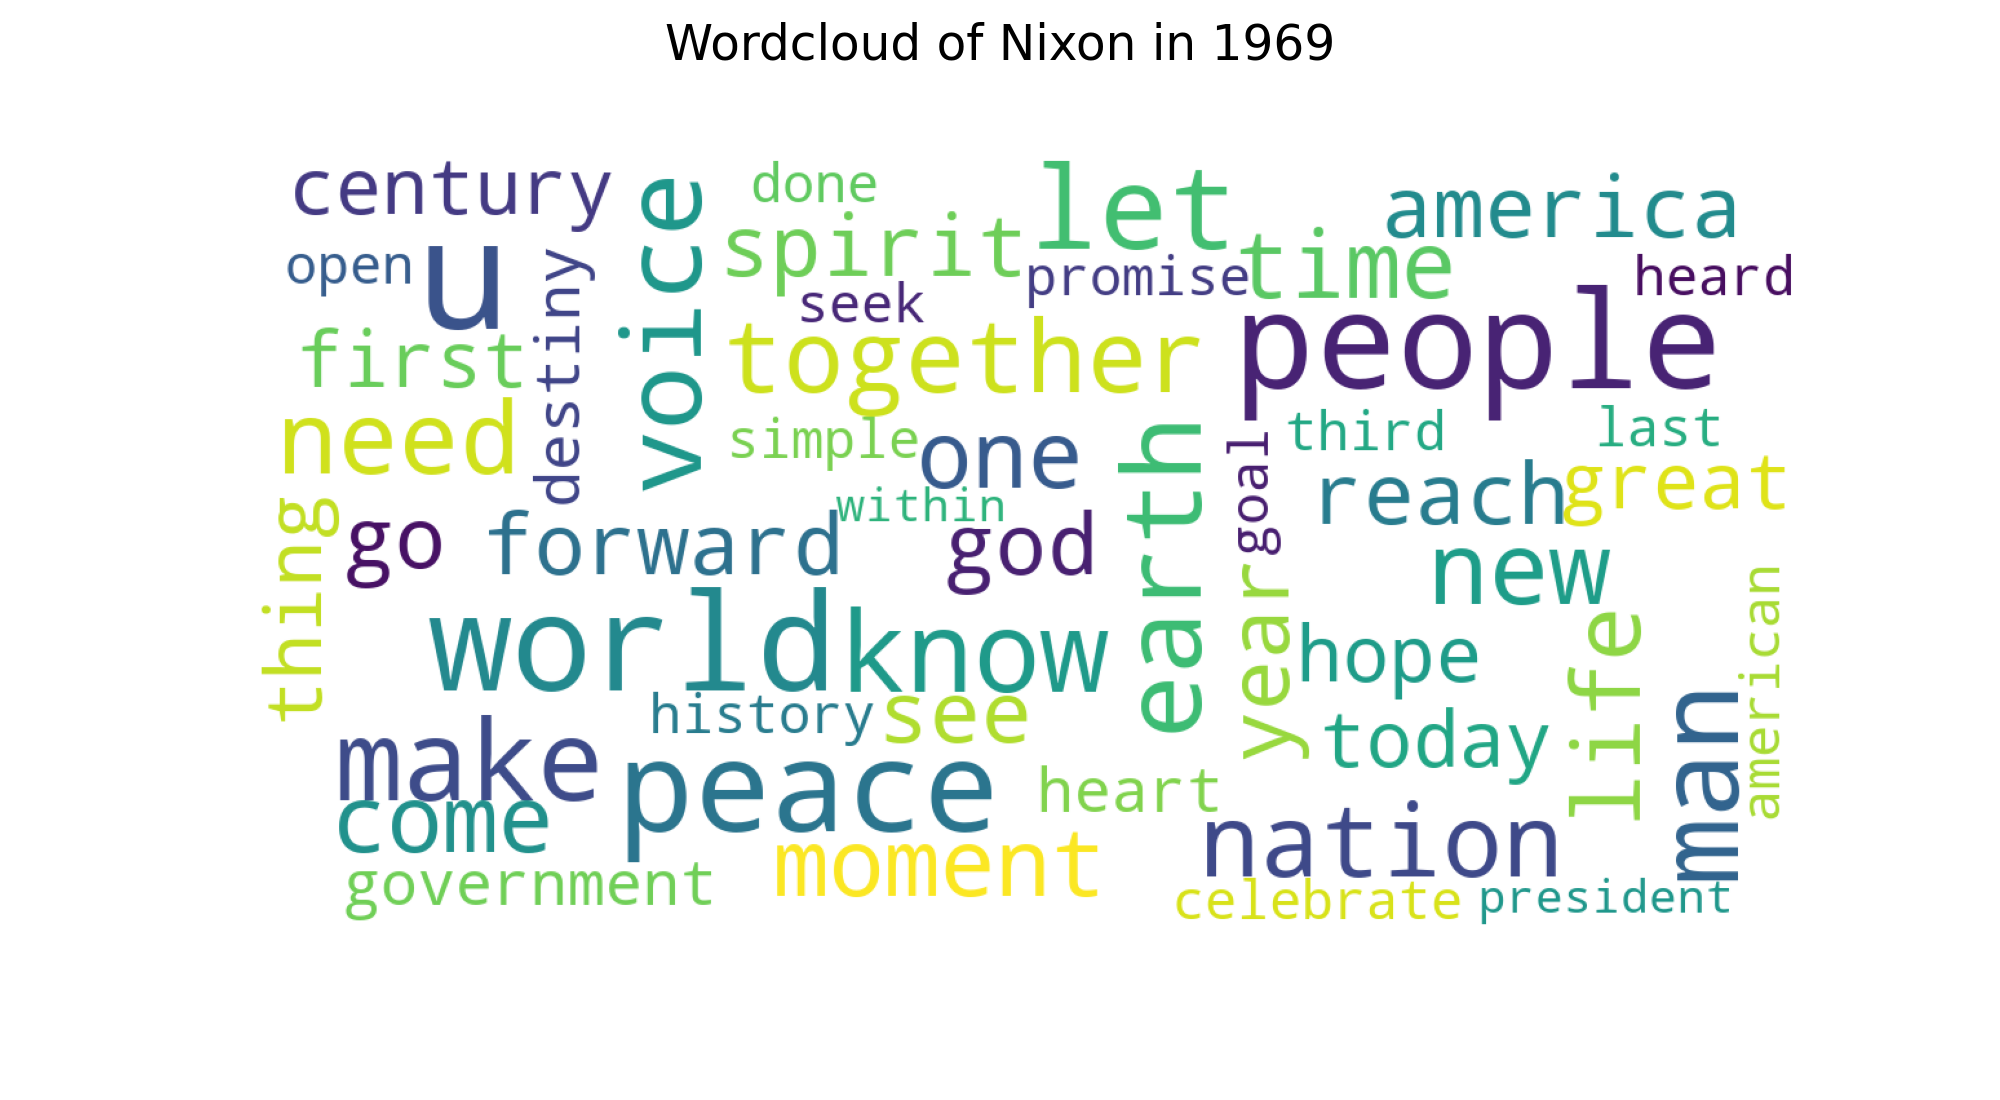 Wordcloud of Nixon in 1969
century
voice
done
let
america
open
u
destiny
spirit
time
seek
promise
heard
first
together
people
need
simple
one
earth
goal
third
last
thing
go
forward
within
god
reach
great
new
world
know
year
hope
life
american
history
see
today
man
make
peace
heart
come
moment
nation
government
celebrate
president